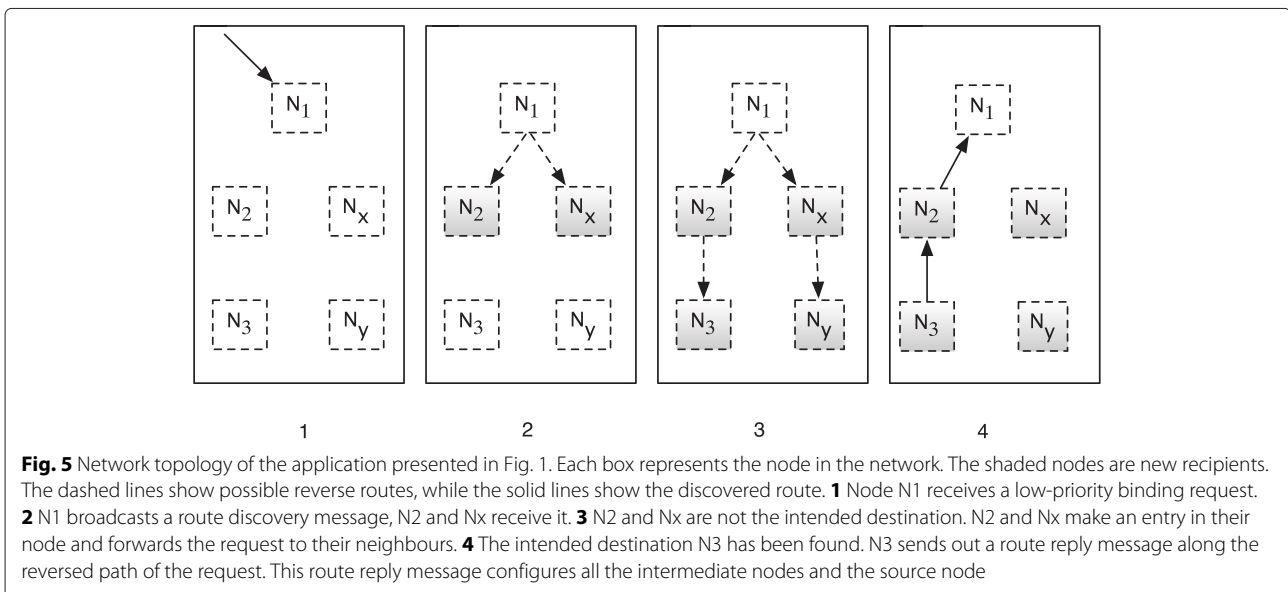 N1
N2 Nx
N3 Ny
N1
N2 Nx
N3 Ny
N1
N2 Nx
N3 Ny
N1
N2 Nx
N3 Ny
1 2 3 4
Fig. 5 Network topology of the application presented in Fig. 1. Each box represents the node in the network. The shaded nodes are new recipients.
The dashed lines show possible reverse routes, while the solid lines show the discovered route. 1 Node N1 receives a low-priority binding request.
2 N1 broadcasts a route discovery message, N2 and Nx receive it. 3 N2 and Nx are not the intended destination. N2 and Nx make an entry in their
node and forwards the request to their neighbours. 4 The intended destination N3 has been found. N3 sends out a route reply message along the
reversed path of the request. This route reply message configures all the intermediate nodes and the source node